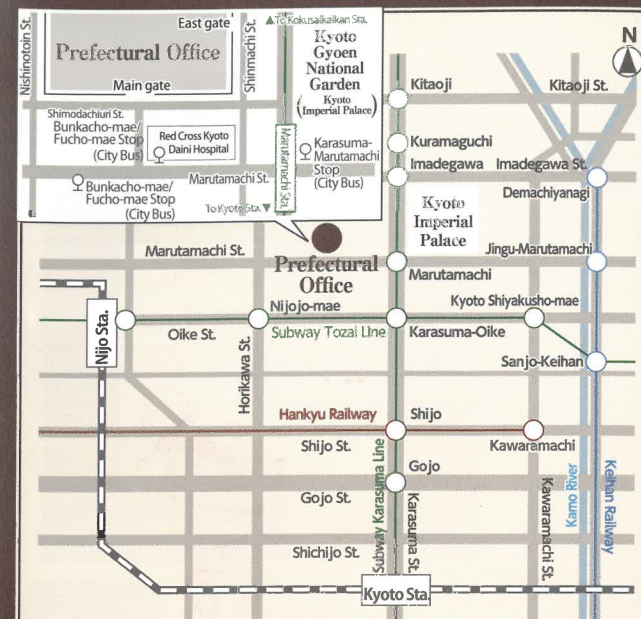 East gate
▲To Kokusaikaikan Sta.
Nishinotoin St.
Prefectural Office
Shinmachi St.
Kyoto
Gyoen
National
Garden
(Kyoto
Imperial Palace)
Main gate
Shimodachiuri St.
Bunkacho-mae/
Fucho-mae Stop
(City Bus)
Red Cross Kyoto
Daini Hospital
Marutamachi Sta.
Karasuma-
Marutamachi
Stop
(City Bus)
Marutamachi St.
Bunkacho-mae/
Fucho-mae Stop
(City Bus)
To Kyoto Sta.▼
N
Kitaoji
Kitaoji St.
Kuramaguchi
Imadegawa
Imadegawa St.
Demachiyanagi
Kyoto
Imperial
Palace
Marutamachi St.
Prefectural
Office
Marutamachi
Jingu-Marutamachi
Nijo Sta.
Nijojo-mae
Kyoto Shiyakusho-mae
Oike St.
Subway Tozai Line
Karasuma-Oike
Horikawa St.
Sanjo-Keihan
Hankyu Railway
Shijo
Shijo St.
Kawaramachi
Subway Karasuma Line
Gojo
Gojo St.
Karasuma St.
Kawaramachi St.
Kamo River
Keihan Railway
Shichijo St.
Kyoto Sta.